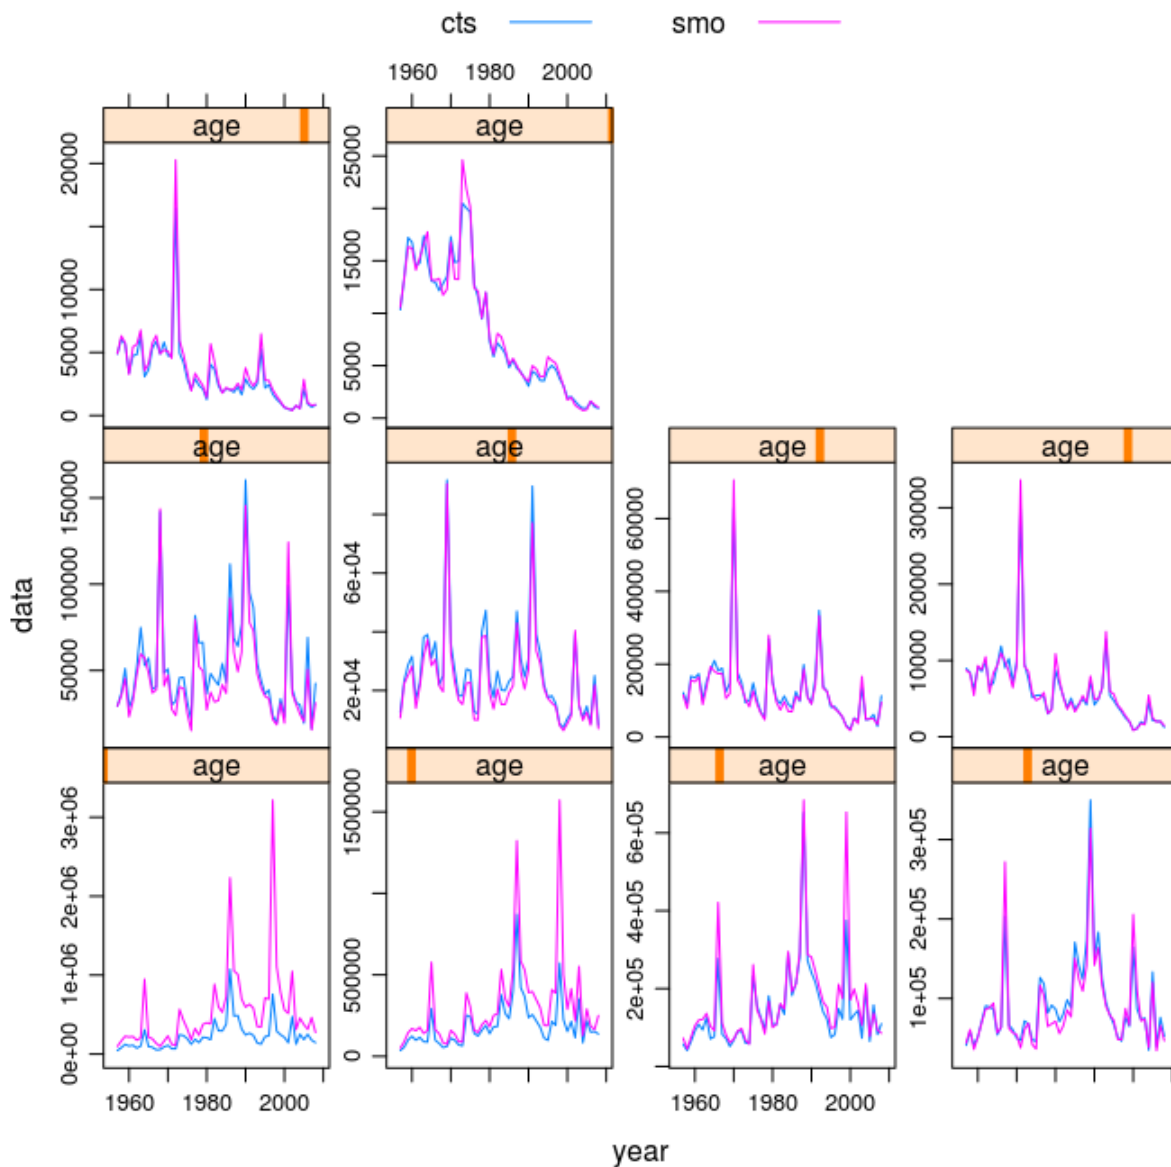 cts smo
1960 1980 2000
age age
0 5000 10000 20000
0 5000 15000 25000
age age age age
50000 100000 150000
2e+04 6e+04
0 20000 40000 60000
0 10000 20000 30000
data
age age age age
0e+00 1e+06 2e+06 3e+06
0 500000 1500000
2e+05 4e+05 6e+05
1e+05 2e+05 3e+05
1960 1980 2000 1960 1980 2000
year